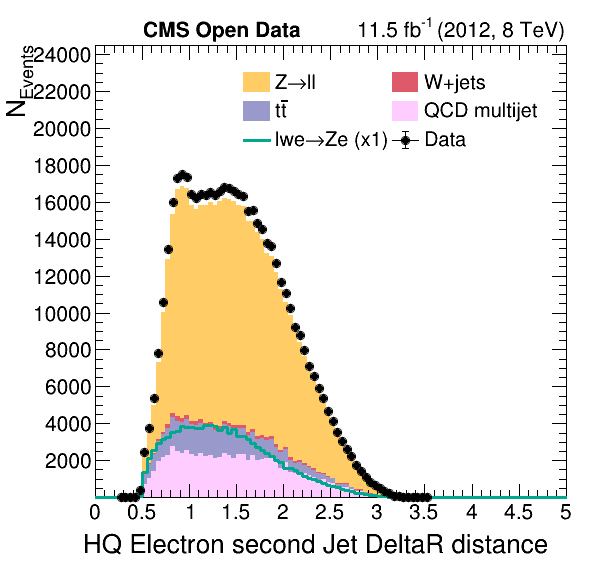 CMS Open Data 11.5 fb⁻¹ (2012, 8 TeV)
N_Events
Z→ll W+jets
tt̄ QCD multijet
lwe→Ze (x1) Data
24000
22000
20000
18000
16000
14000
12000
10000
8000
6000
4000
2000
0 0.5 1 1.5 2 2.5 3 3.5 4 4.5 5
HQ Electron second Jet DeltaR distance